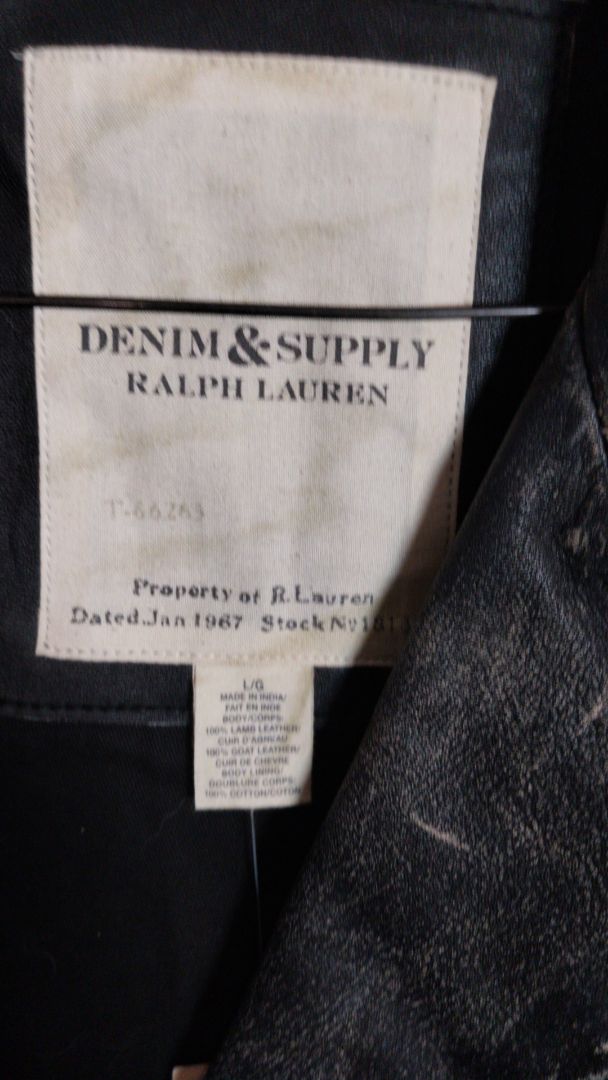 DENIM & SUPPLY
RALPH LAUREN
T-66263
Property of R. Lauren
Dated Jan 1967 Stock No
L/G
MADE IN INDIA/
FAIT EN INDE
BODY/CORPS:
100% LAMB LEATHER/
CUIR D'AGNEAU
100% GOAT LEATHER/
CUIR DE CHEVRE
BODY LINING/
DOUBLURE CORPS:
100% COTTON/COTON